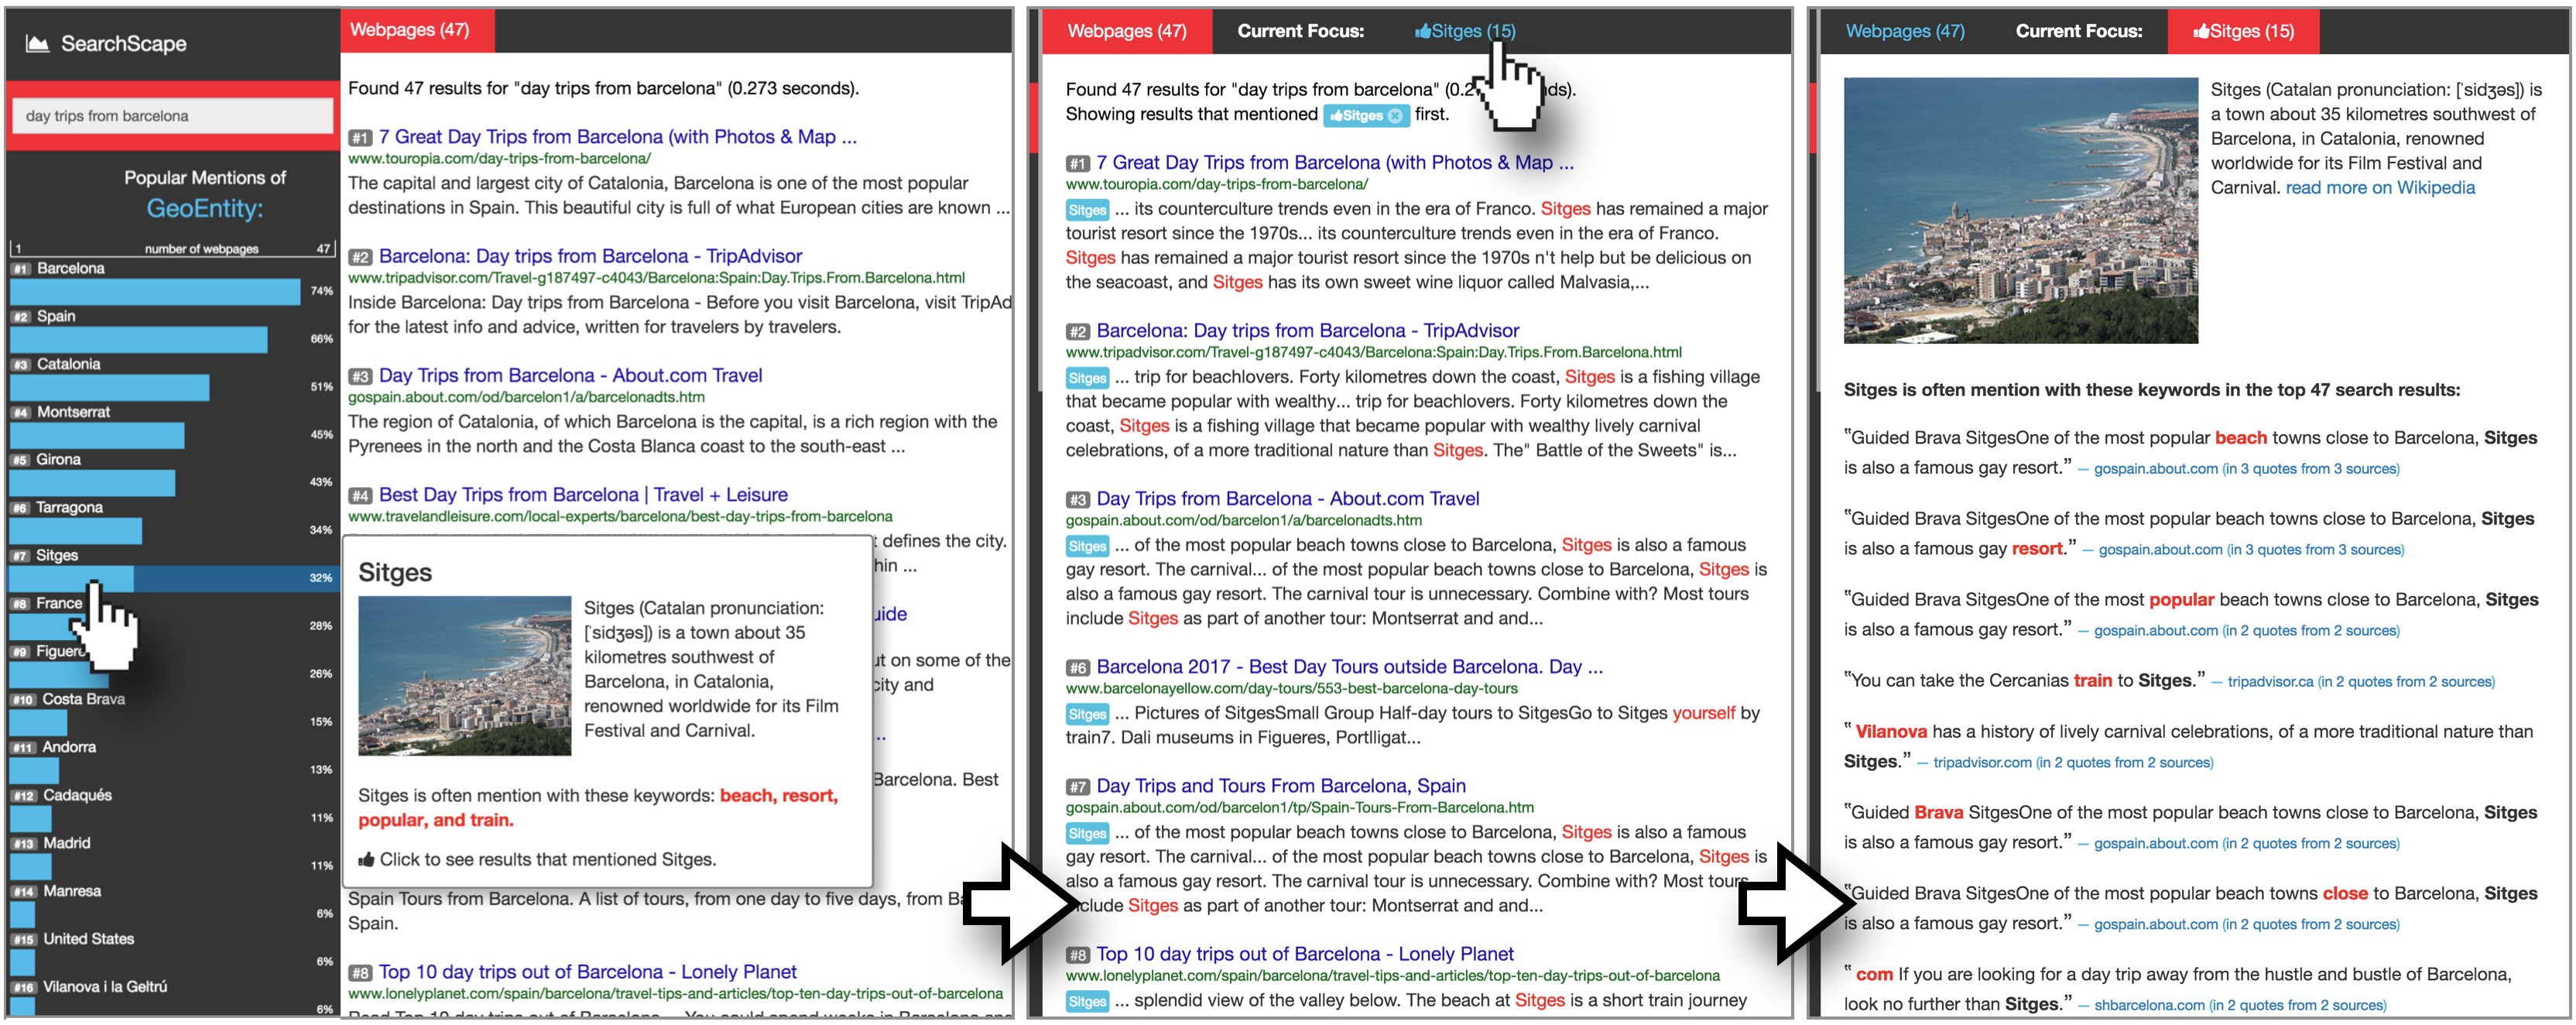 SearchScape
day trips from barcelona
Popular Mentions of
GeoEntity:
1 number of webpages 47
#1 Barcelona
74%
#2 Spain
66%
#3 Catalonia
51%
#4 Montserrat
45%
#5 Girona
43%
#6 Tarragona
34%
#7 Sitges
32%
#8 France
28%
#9 Figuer
26%
#10 Costa Brava
15%
#11 Andorra
13%
#12 Cadaqués
11%
#13 Madrid
11%
#14 Manresa
6%
#15 United States
6%
#16 Vilanova i la Geltrú
6%
Webpages (47)
Found 47 results for "day trips from barcelona" (0.273 seconds).
#1 7 Great Day Trips from Barcelona (with Photos & Map ...
www.touropia.com/day-trips-from-barcelona/
The capital and largest city of Catalonia, Barcelona is one of the most popular
destinations in Spain. This beautiful city is full of what European cities are known ...
#2 Barcelona: Day trips from Barcelona - TripAdvisor
www.tripadvisor.com/Travel-g187497-c4043/Barcelona:Spain:Day.Trips.From.Barcelona.html
Inside Barcelona: Day trips from Barcelona - Before you visit Barcelona, visit TripAd
for the latest info and advice, written for travelers by travelers.
#3 Day Trips from Barcelona - About.com Travel
gospain.about.com/od/barcelon1/a/barcelonadts.htm
The region of Catalonia, of which Barcelona is the capital, is a rich region with the
Pyrenees in the north and the Costa Blanca coast to the south-east ...
#4 Best Day Trips from Barcelona | Travel + Leisure
www.travelandleisure.com/local-experts/barcelona/best-day-trips-from-barcelona
t defines the city.
hin ...
uide
ut on some of the
city and
..
Barcelona. Best
Sitges
Sitges (Catalan pronunciation:
['sidʒəs]) is a town about 35
kilometres southwest of
Barcelona, in Catalonia,
renowned worldwide for its Film
Festival and Carnival.
Sitges is often mention with these keywords: beach, resort,
popular, and train.
Click to see results that mentioned Sitges.
Spain Tours from Barcelona. A list of tours, from one day to five days, from Ba
Spain.
#8 Top 10 day trips out of Barcelona - Lonely Planet
www.lonelyplanet.com/spain/barcelona/travel-tips-and-articles/top-ten-day-trips-out-of-barcelona
Webpages (47) Current Focus: Sitges (15)
Found 47 results for "day trips from barcelona" (0.2 nds).
Showing results that mentioned Sitges first.
#1 7 Great Day Trips from Barcelona (with Photos & Map ...
www.touropia.com/day-trips-from-barcelona/
Sitges ... its counterculture trends even in the era of Franco. Sitges has remained a major
tourist resort since the 1970s... its counterculture trends even in the era of Franco.
Sitges has remained a major tourist resort since the 1970s n't help but be delicious on
the seacoast, and Sitges has its own sweet wine liquor called Malvasia,...
#2 Barcelona: Day trips from Barcelona - TripAdvisor
www.tripadvisor.com/Travel-g187497-c4043/Barcelona:Spain:Day.Trips.From.Barcelona.html
Sitges ... trip for beachlovers. Forty kilometres down the coast, Sitges is a fishing village
that became popular with wealthy... trip for beachlovers. Forty kilometres down the
coast, Sitges is a fishing village that became popular with wealthy lively carnival
celebrations, of a more traditional nature than Sitges. The" Battle of the Sweets" is...
#3 Day Trips from Barcelona - About.com Travel
gospain.about.com/od/barcelon1/a/barcelonadts.htm
Sitges ... of the most popular beach towns close to Barcelona, Sitges is also a famous
gay resort. The carnival... of the most popular beach towns close to Barcelona, Sitges is
also a famous gay resort. The carnival tour is unnecessary. Combine with? Most tours
include Sitges as part of another tour: Montserrat and and...
#6 Barcelona 2017 - Best Day Tours outside Barcelona. Day ...
www.barcelonayellow.com/day-tours/553-best-barcelona-day-tours
Sitges ... Pictures of SitgesSmall Group Half-day tours to SitgesGo to Sitges yourself by
train7. Dali museums in Figueres, Portlligat...
#7 Day Trips and Tours From Barcelona, Spain
gospain.about.com/od/barcelon1/tp/Spain-Tours-From-Barcelona.htm
Sitges ... of the most popular beach towns close to Barcelona, Sitges is also a famous
gay resort. The carnival... of the most popular beach towns close to Barcelona, Sitges is
also a famous gay resort. The carnival tour is unnecessary. Combine with? Most tours
clude Sitges as part of another tour: Montserrat and and...
#8 Top 10 day trips out of Barcelona - Lonely Planet
www.lonelyplanet.com/spain/barcelona/travel-tips-and-articles/top-ten-day-trips-out-of-barcelona
Sitges ... splendid view of the valley below. The beach at Sitges is a short train journey
Webpages (47) Current Focus: Sitges (15)
Sitges (Catalan pronunciation: ['sidʒəs]) is
a town about 35 kilometres southwest of
Barcelona, in Catalonia, renowned
worldwide for its Film Festival and
Carnival. read more on Wikipedia
Sitges is often mention with these keywords in the top 47 search results:
"Guided Brava SitgesOne of the most popular beach towns close to Barcelona, Sitges
is also a famous gay resort." — gospain.about.com (in 3 quotes from 3 sources)
"Guided Brava SitgesOne of the most popular beach towns close to Barcelona, Sitges
is also a famous gay resort." — gospain.about.com (in 3 quotes from 3 sources)
"Guided Brava SitgesOne of the most popular beach towns close to Barcelona, Sitges
is also a famous gay resort." — gospain.about.com (in 2 quotes from 2 sources)
"You can take the Cercanias train to Sitges." — tripadvisor.ca (in 2 quotes from 2 sources)
" Vilanova has a history of lively carnival celebrations, of a more traditional nature than
Sitges." — tripadvisor.com (in 2 quotes from 2 sources)
"Guided Brava SitgesOne of the most popular beach towns close to Barcelona, Sitges
is also a famous gay resort." — gospain.about.com (in 2 quotes from 2 sources)
"Guided Brava SitgesOne of the most popular beach towns close to Barcelona, Sitges
is also a famous gay resort." — gospain.about.com (in 2 quotes from 2 sources)
" com If you are looking for a day trip away from the hustle and bustle of Barcelona,
look no further than Sitges." — shbarcelona.com (in 2 quotes from 2 sources)